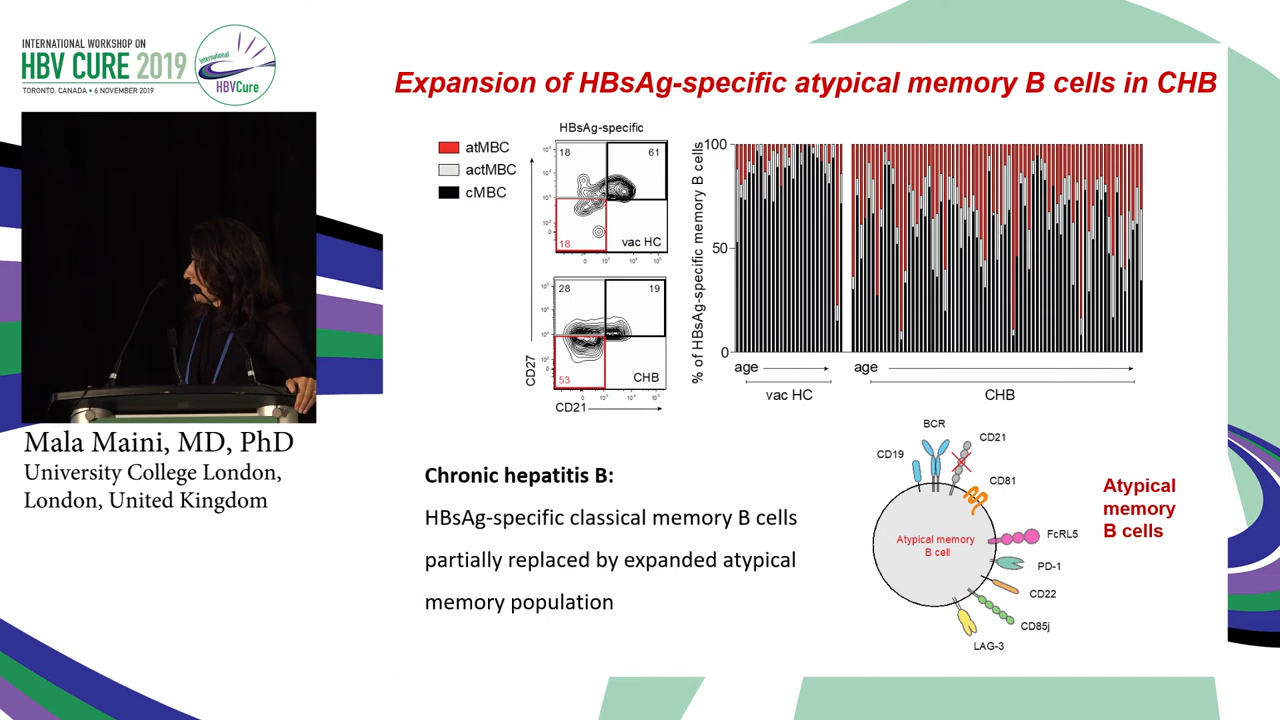 INTERNATIONAL WORKSHOP ON
HBV CURE 2019
TORONTO, CANADA • 6 NOVEMBER 2019
International
HBVCure
Mala Maini, MD, PhD
University College London,
London, United Kingdom
Expansion of HBsAg-specific atypical memory B cells in CHB
atMBC
actMBC
cMBC
HBsAg-specific
18
61
18
vac HC
28
19
53
CHB
CD27
CD21
% of HBsAg-specific memory B cells
100
50
0
age
vac HC
age
CHB
Chronic hepatitis B:
HBsAg-specific classical memory B cells
partially replaced by expanded atypical
memory population
BCR
CD21
CD19
CD81
FcRL5
PD-1
CD22
CD85j
LAG-3
Atypical memory
B cell
Atypical
memory
B cells